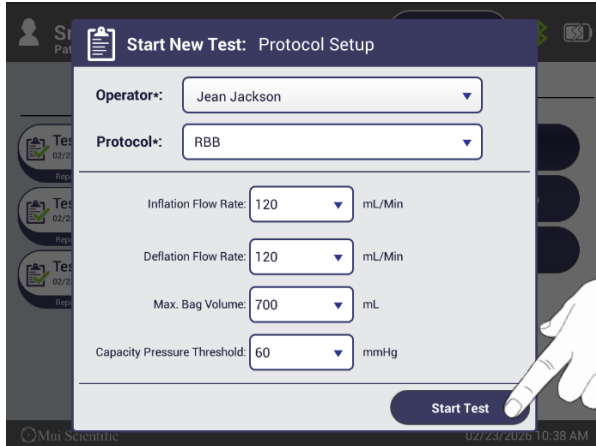 Start New Test: Protocol Setup
Operator*: Jean Jackson
Protocol*: RBB
Inflation Flow Rate: 120 mL/Min
Deflation Flow Rate: 120 mL/Min
Max. Bag Volume: 700 mL
Capacity Pressure Threshold: 60 mmHg
Start Test
Mui Scientific
02/23/2026 10:38 AM